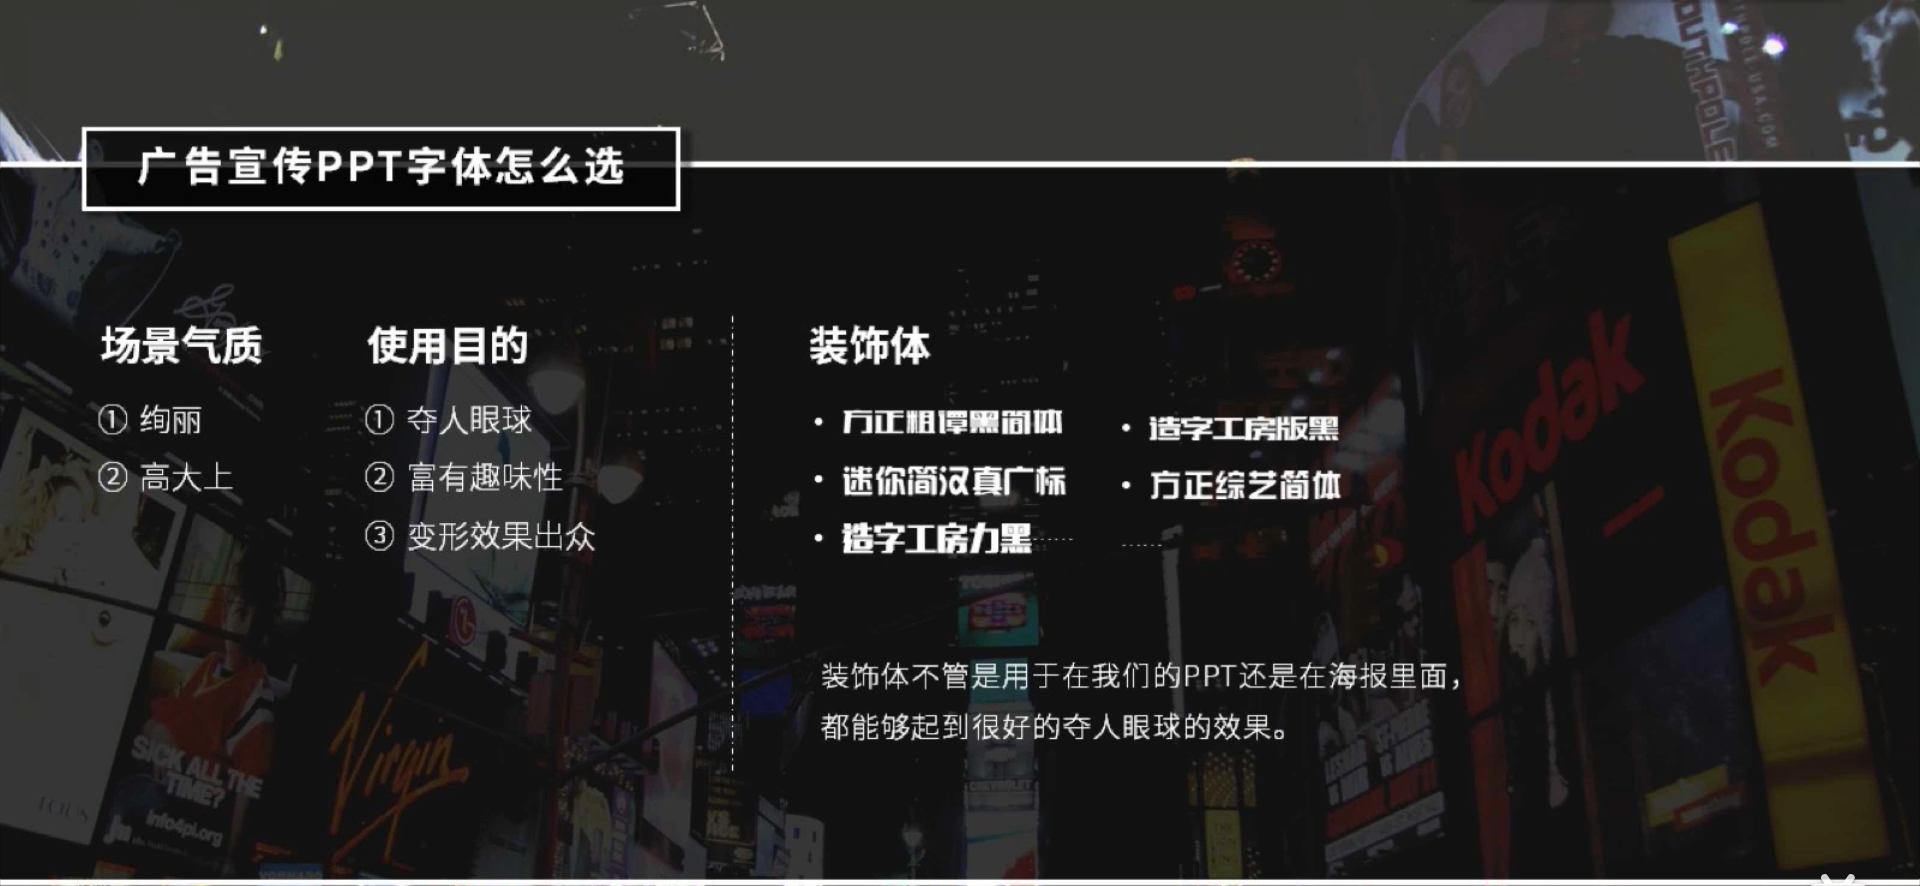 广告宣传PPT字体怎么选
场景气质
① 绚丽
② 高大上
使用目的
① 夺人眼球
② 富有趣味性
③ 变形效果出众
装饰体
• 方正粗谭黑简体
• 迷你简汉真广标
• 造字工房力黑······
• 造字工房版黑
• 方正综艺简体
······
装饰体不管是用于在我们的PPT还是在海报里面，
都能够起到很好的夺人眼球的效果。
SOUTHPOLE
Kodak
Kodak
Virgin
SICK ALL THE
TIME?
info4pi.org